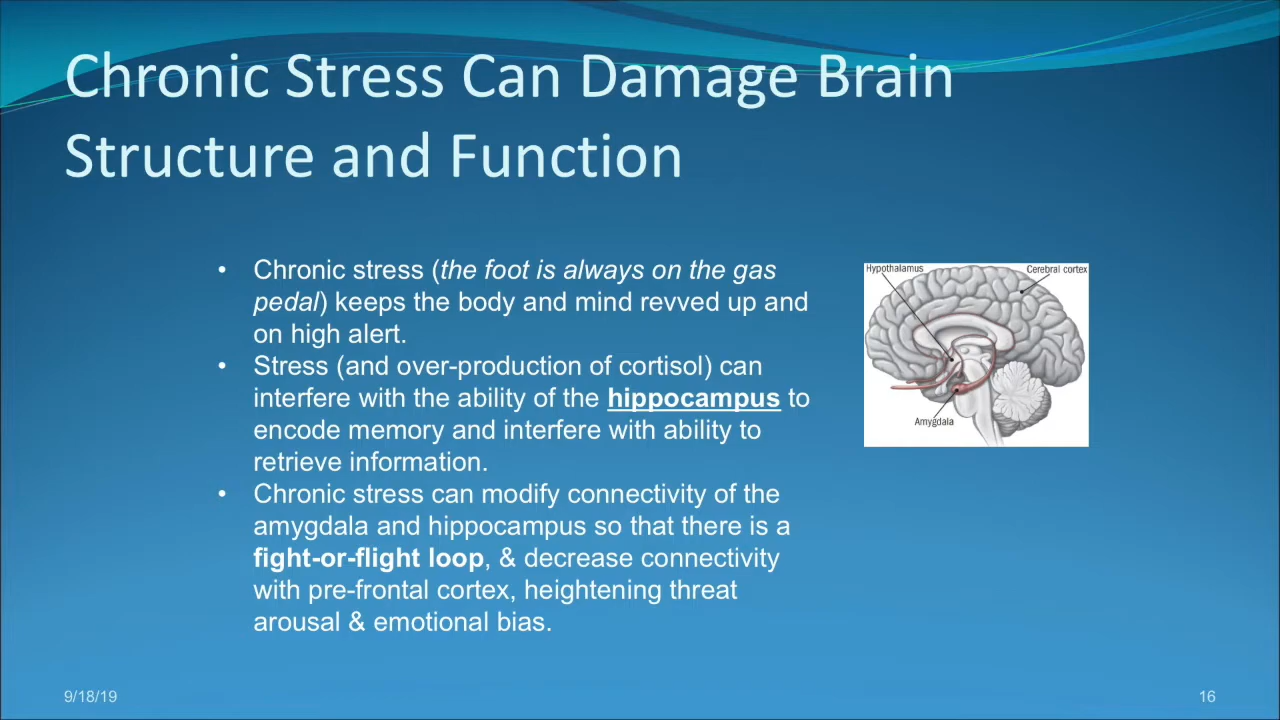 Chronic Stress Can Damage Brain
Structure and Function
• Chronic stress (the foot is always on the gas
pedal) keeps the body and mind revved up and
on high alert.
• Stress (and over-production of cortisol) can
interfere with the ability of the hippocampus to
encode memory and interfere with ability to
retrieve information.
• Chronic stress can modify connectivity of the
amygdala and hippocampus so that there is a
fight-or-flight loop, & decrease connectivity
with pre-frontal cortex, heightening threat
arousal & emotional bias.
Hypothalamus
Cerebral cortex
Amygdala
9/18/19
16